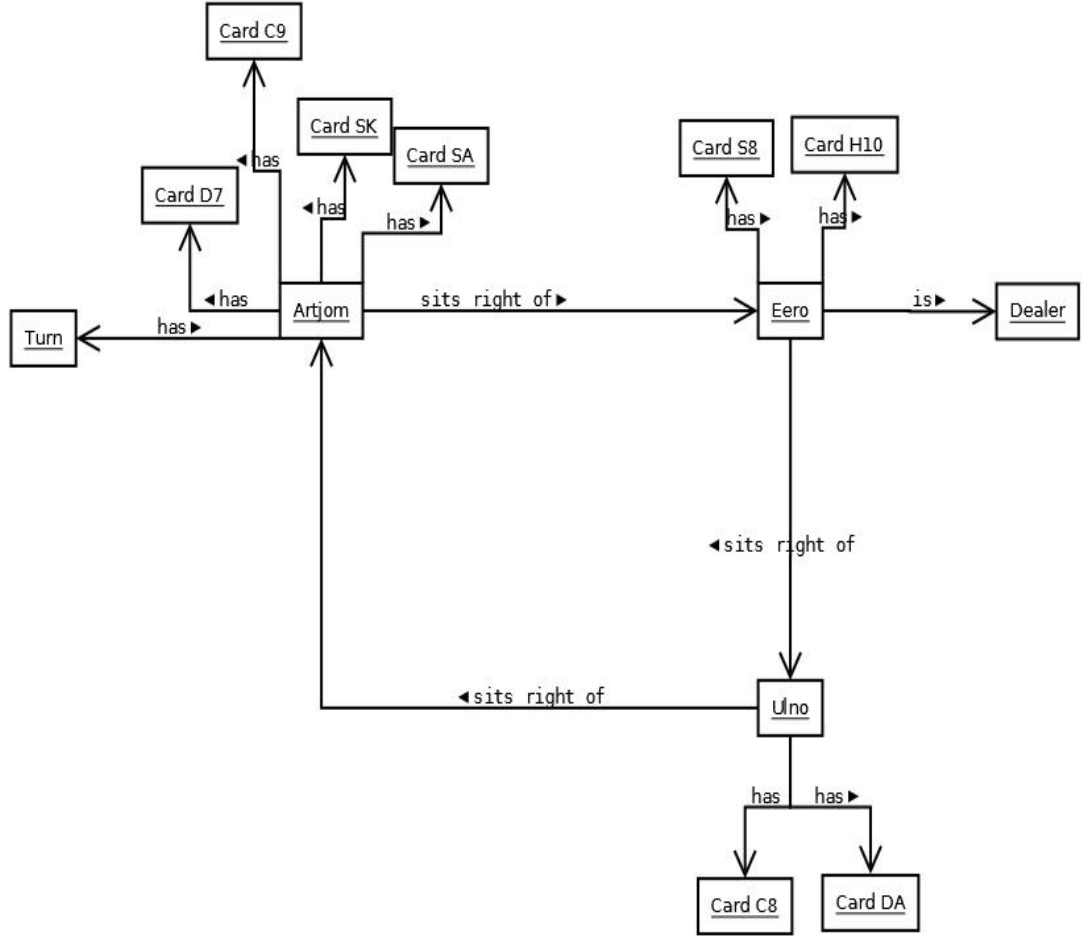 Card C9
Card SK
Card SA
Card S8
Card H10
◄has
Card D7
◄has
has►
has►
has►
◄has
sits right of►
is►
Turn
has►
Artjom
Eero
Dealer
◄sits right of
◄sits right of
Ulno
has
has►
Card C8
Card DA